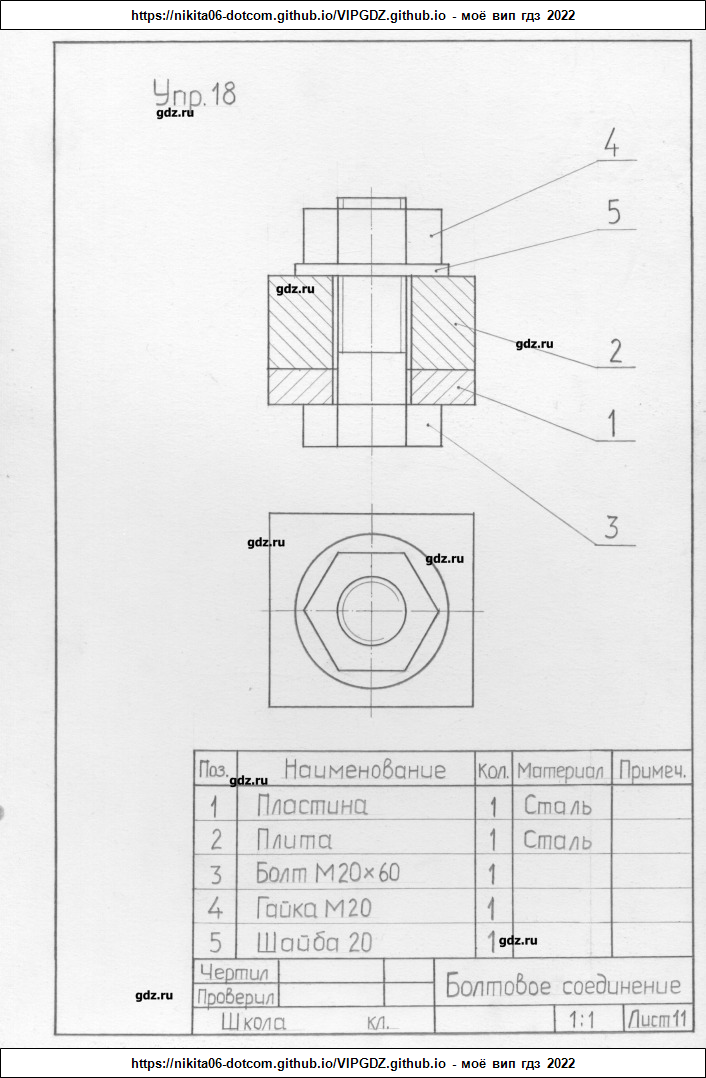 https://nikita06-dotcom.github.io/VIPGDZ.github.io - моё вип гдз 2022
Упр.18
gdz.ru
4
5
gdz.ru
gdz.ru
2
1
3
gdz.ru
gdz.ru
Поз. Наименование Кол. Материал Примеч.
gdz.ru
1 Пластина 1 Сталь
2 Плита 1 Сталь
3 Болт М20×60 1
4 Гайка М20 1
5 Шайба 20 1
gdz.ru
Чертил
Болтовое соединение
Проверил
gdz.ru
Школа кл. 1:1 Лист 11
https://nikita06-dotcom.github.io/VIPGDZ.github.io - моё вип гдз 2022